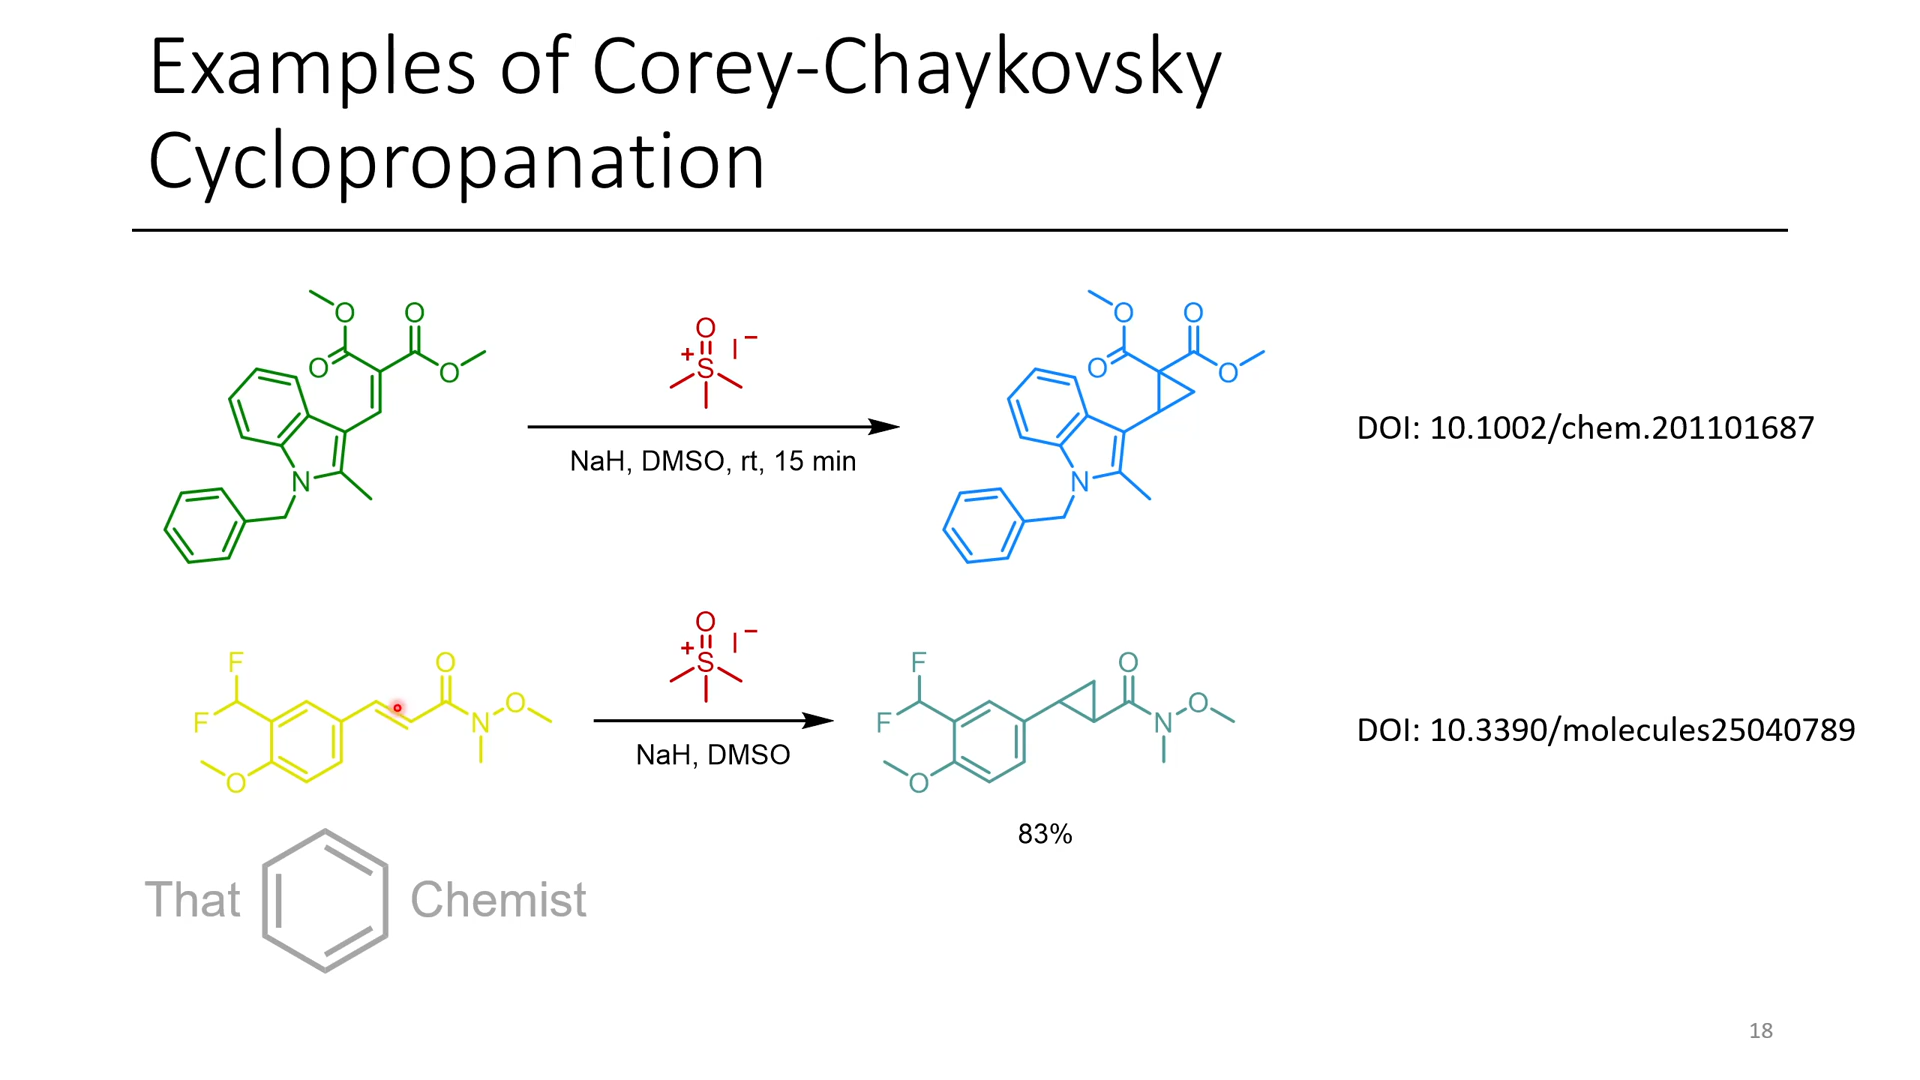 Examples of Corey-Chaykovsky
Cyclopropanation
O O
O O
N
O
+ S I −
NaH, DMSO, rt, 15 min
O O
O O
N
DOI: 10.1002/chem.201101687
F O
F N O
O
O
+ S I −
NaH, DMSO
F O
F N O
O
83%
DOI: 10.3390/molecules25040789
That Chemist
18